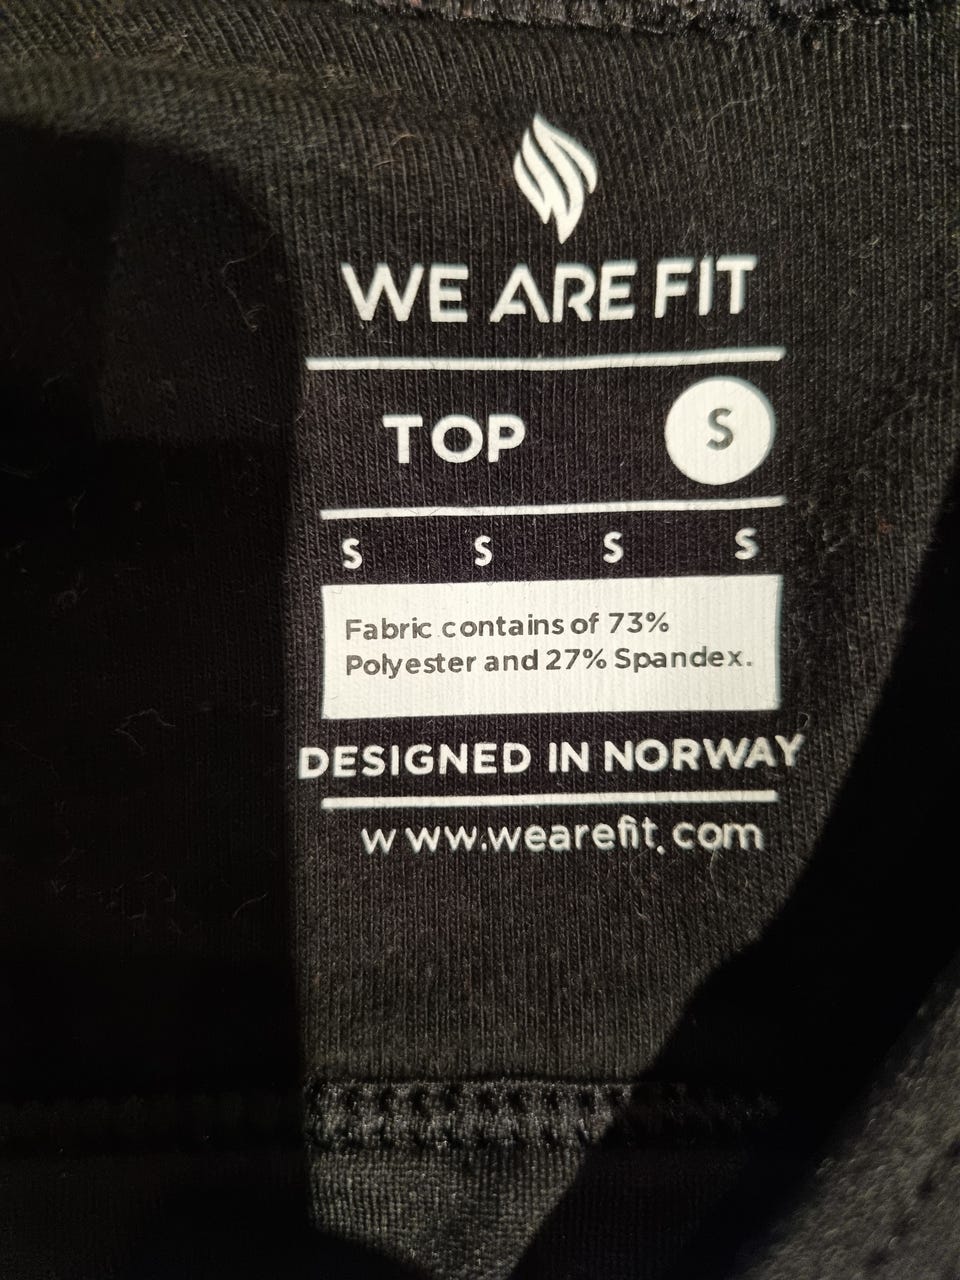 WE ARE FIT
TOP S
S S S S
Fabric contains of 73%
Polyester and 27% Spandex.
DESIGNED IN NORWAY
www.wearefit.com